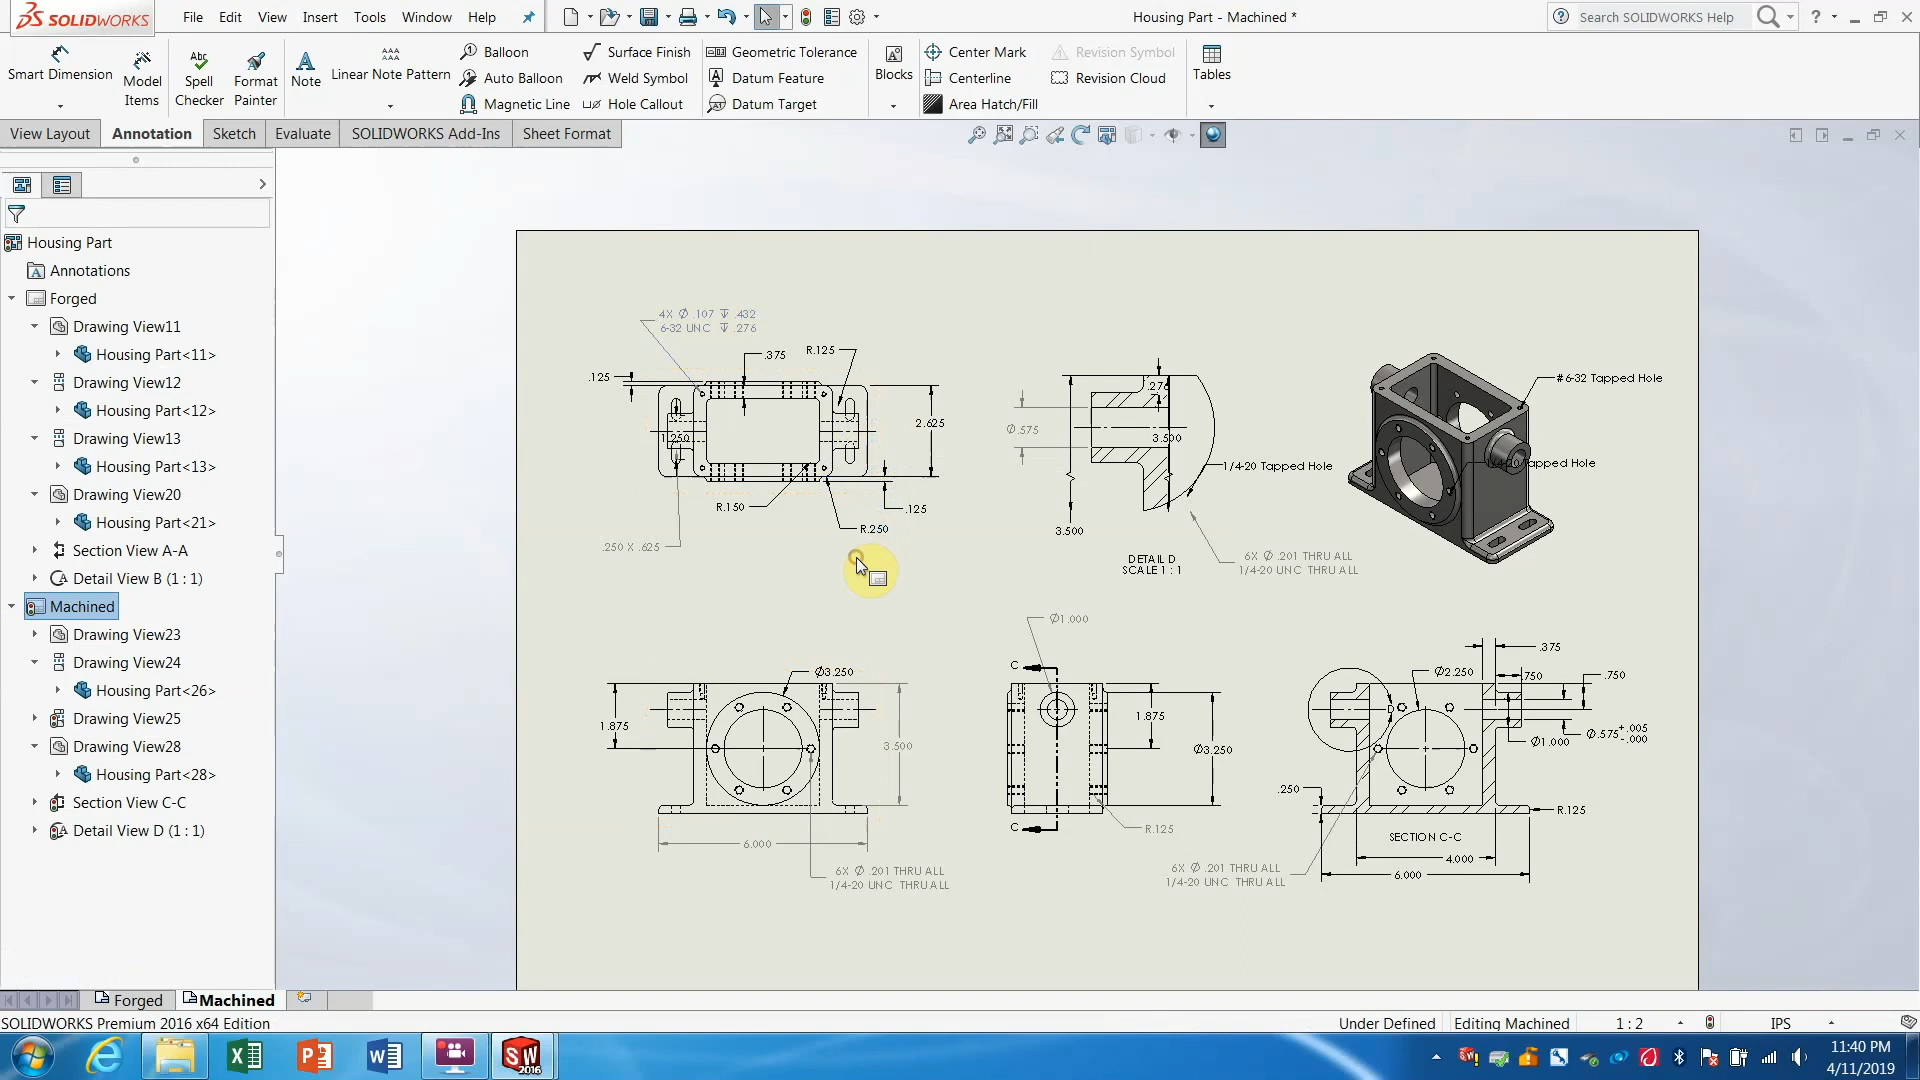 SOLIDWORKS
File Edit View Insert Tools Window Help
Housing Part - Machined *
Search SOLIDWORKS Help
Smart Dimension
Model Items
Spell Checker
Format Painter
Note
Linear Note Pattern
Balloon
Auto Balloon
Magnetic Line
Surface Finish
Weld Symbol
Hole Callout
Geometric Tolerance
Datum Feature
Datum Target
Blocks
Center Mark
Centerline
Area Hatch/Fill
Revision Symbol
Revision Cloud
Tables
View Layout Annotation Sketch Evaluate SOLIDWORKS Add-Ins Sheet Format
Housing Part
Annotations
Forged
Drawing View11
Housing Part<11>
Drawing View12
Housing Part<12>
Drawing View13
Housing Part<13>
Drawing View20
Housing Part<21>
Section View A-A
Detail View B (1 : 1)
Machined
Drawing View23
Drawing View24
Housing Part<26>
Drawing View25
Drawing View28
Housing Part<28>
Section View C-C
Detail View D (1 : 1)
4X Ø .107 ↧ .432
6-32 UNC ↧ .276
.375
R.125
.125
2.625
1.250
R.150
.125
R.250
.250 X .625
.276
Ø.575
3.500
1/4-20 Tapped Hole
3.500
DETAIL D
SCALE 1 : 1
6X Ø .201 THRU ALL
1/4-20 UNC THRU ALL
#6-32 Tapped Hole
1/4-20 Tapped Hole
Ø3.250
1.875
3.500
6.000
6X Ø .201 THRU ALL
1/4-20 UNC THRU ALL
Ø1.000
C
1.875
Ø3.250
C
R.125
.375
Ø2.250
.750
.750
D
Ø1.000
Ø.575 +.005 -.000
.250
R.125
SECTION C-C
4.000
6.000
6X Ø .201 THRU ALL
1/4-20 UNC THRU ALL
Forged Machined
SOLIDWORKS Premium 2016 x64 Edition
Under Defined Editing Machined 1 : 2 IPS
SW 2016
11:40 PM
4/11/2019